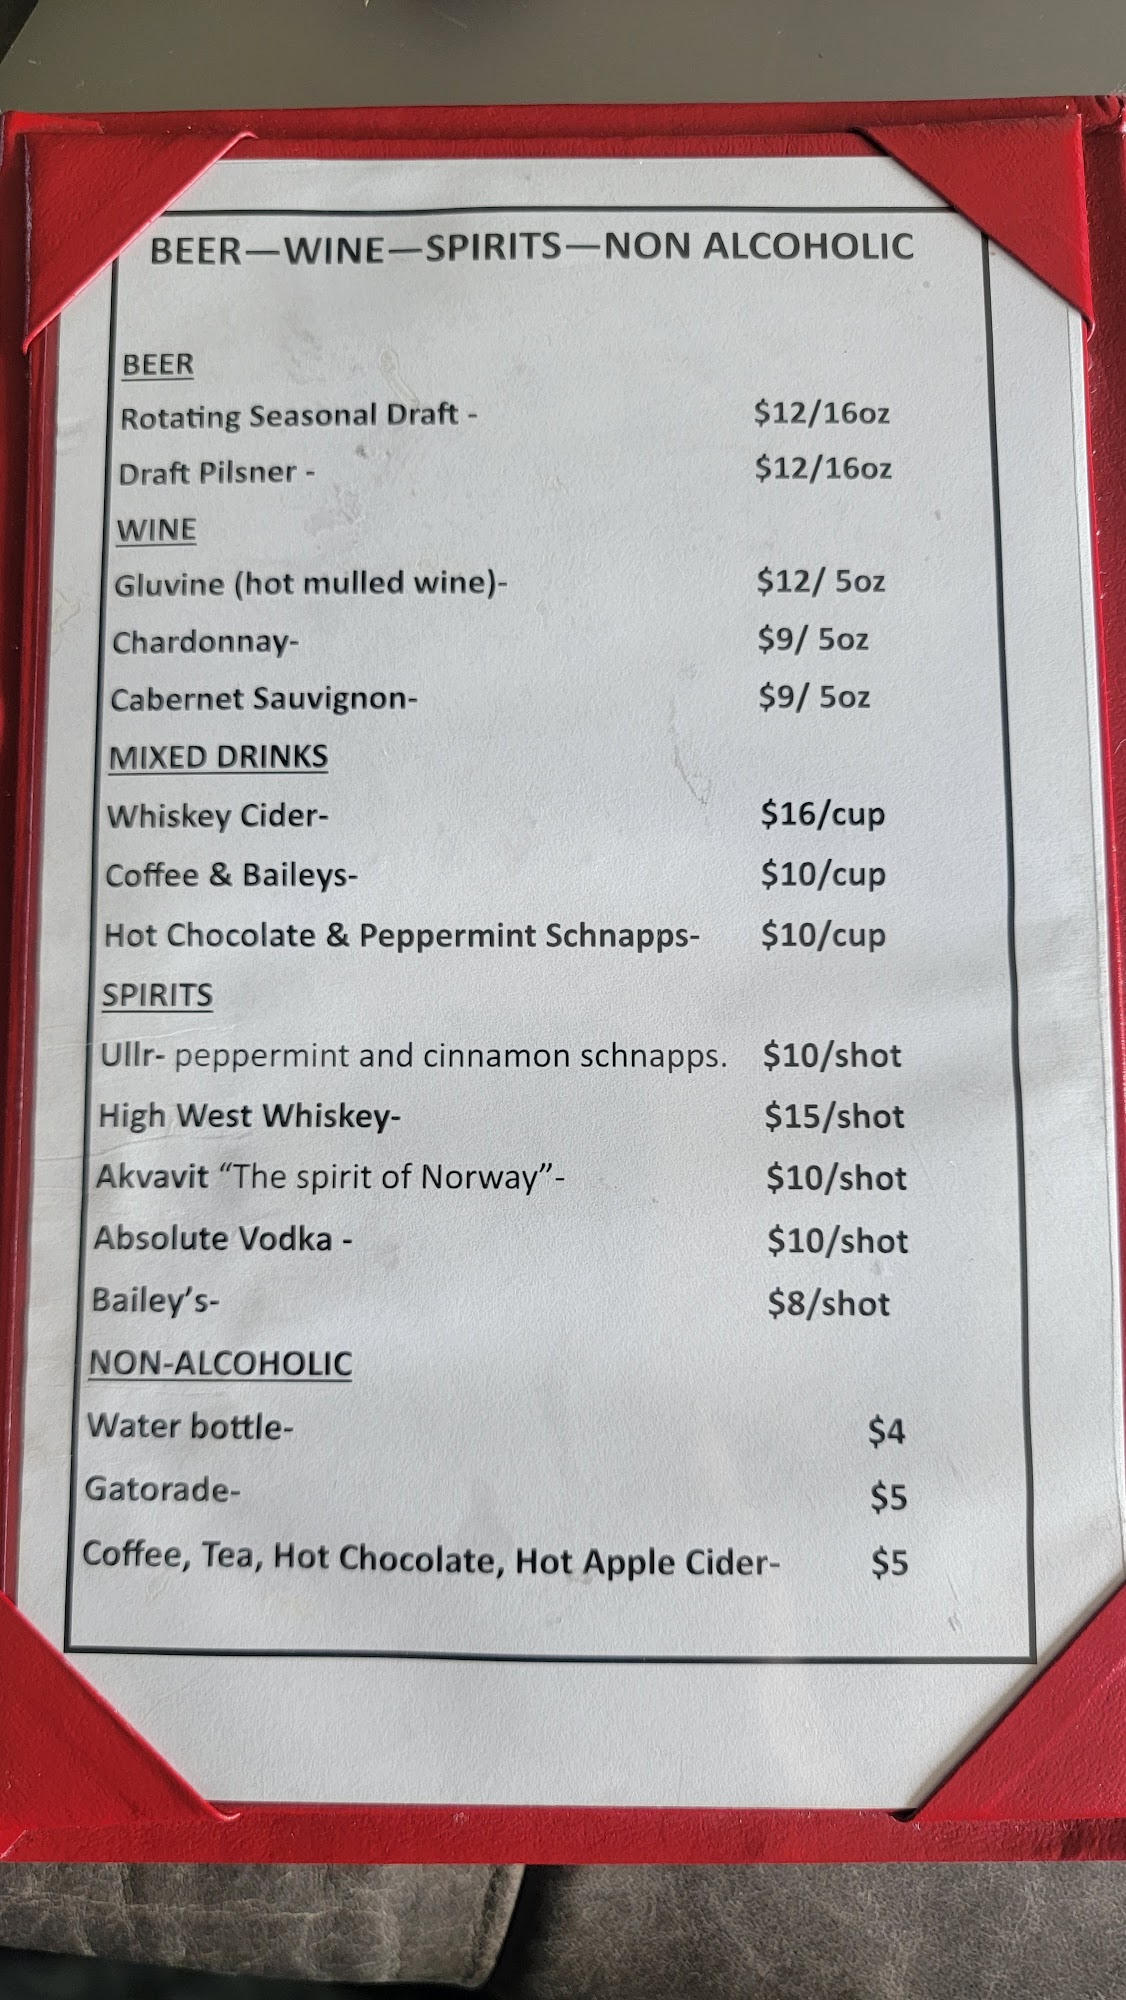 BEER—WINE—SPIRITS—NON ALCOHOLIC
BEER
Rotating Seasonal Draft - $12/16oz
Draft Pilsner - $12/16oz
WINE
Gluvine (hot mulled wine)- $12/ 5oz
Chardonnay- $9/ 5oz
Cabernet Sauvignon- $9/ 5oz
MIXED DRINKS
Whiskey Cider- $16/cup
Coffee & Baileys- $10/cup
Hot Chocolate & Peppermint Schnapps- $10/cup
SPIRITS
Ullr- peppermint and cinnamon schnapps. $10/shot
High West Whiskey- $15/shot
Akvavit “The spirit of Norway”- $10/shot
Absolute Vodka - $10/shot
Bailey’s- $8/shot
NON-ALCOHOLIC
Water bottle- $4
Gatorade- $5
Coffee, Tea, Hot Chocolate, Hot Apple Cider- $5